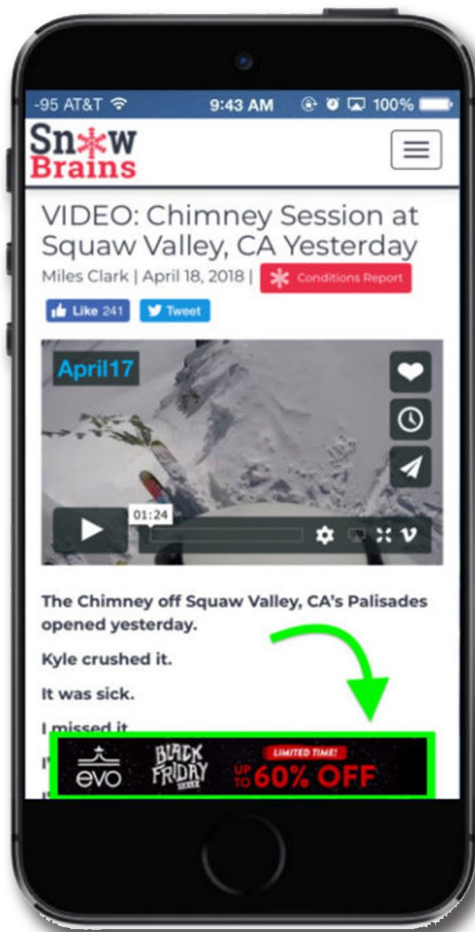 -95 AT&T 9:43 AM 100%
Snow
Brains
VIDEO: Chimney Session at
Squaw Valley, CA Yesterday
Miles Clark | April 18, 2018 | Conditions Report
Like 241 Tweet
April17
01:24
The Chimney off Squaw Valley, CA's Palisades
opened yesterday.
Kyle crushed it.
It was sick.
I missed it.
evo BLACK FRIDAY LIMITED TIME!
UP TO 60% OFF